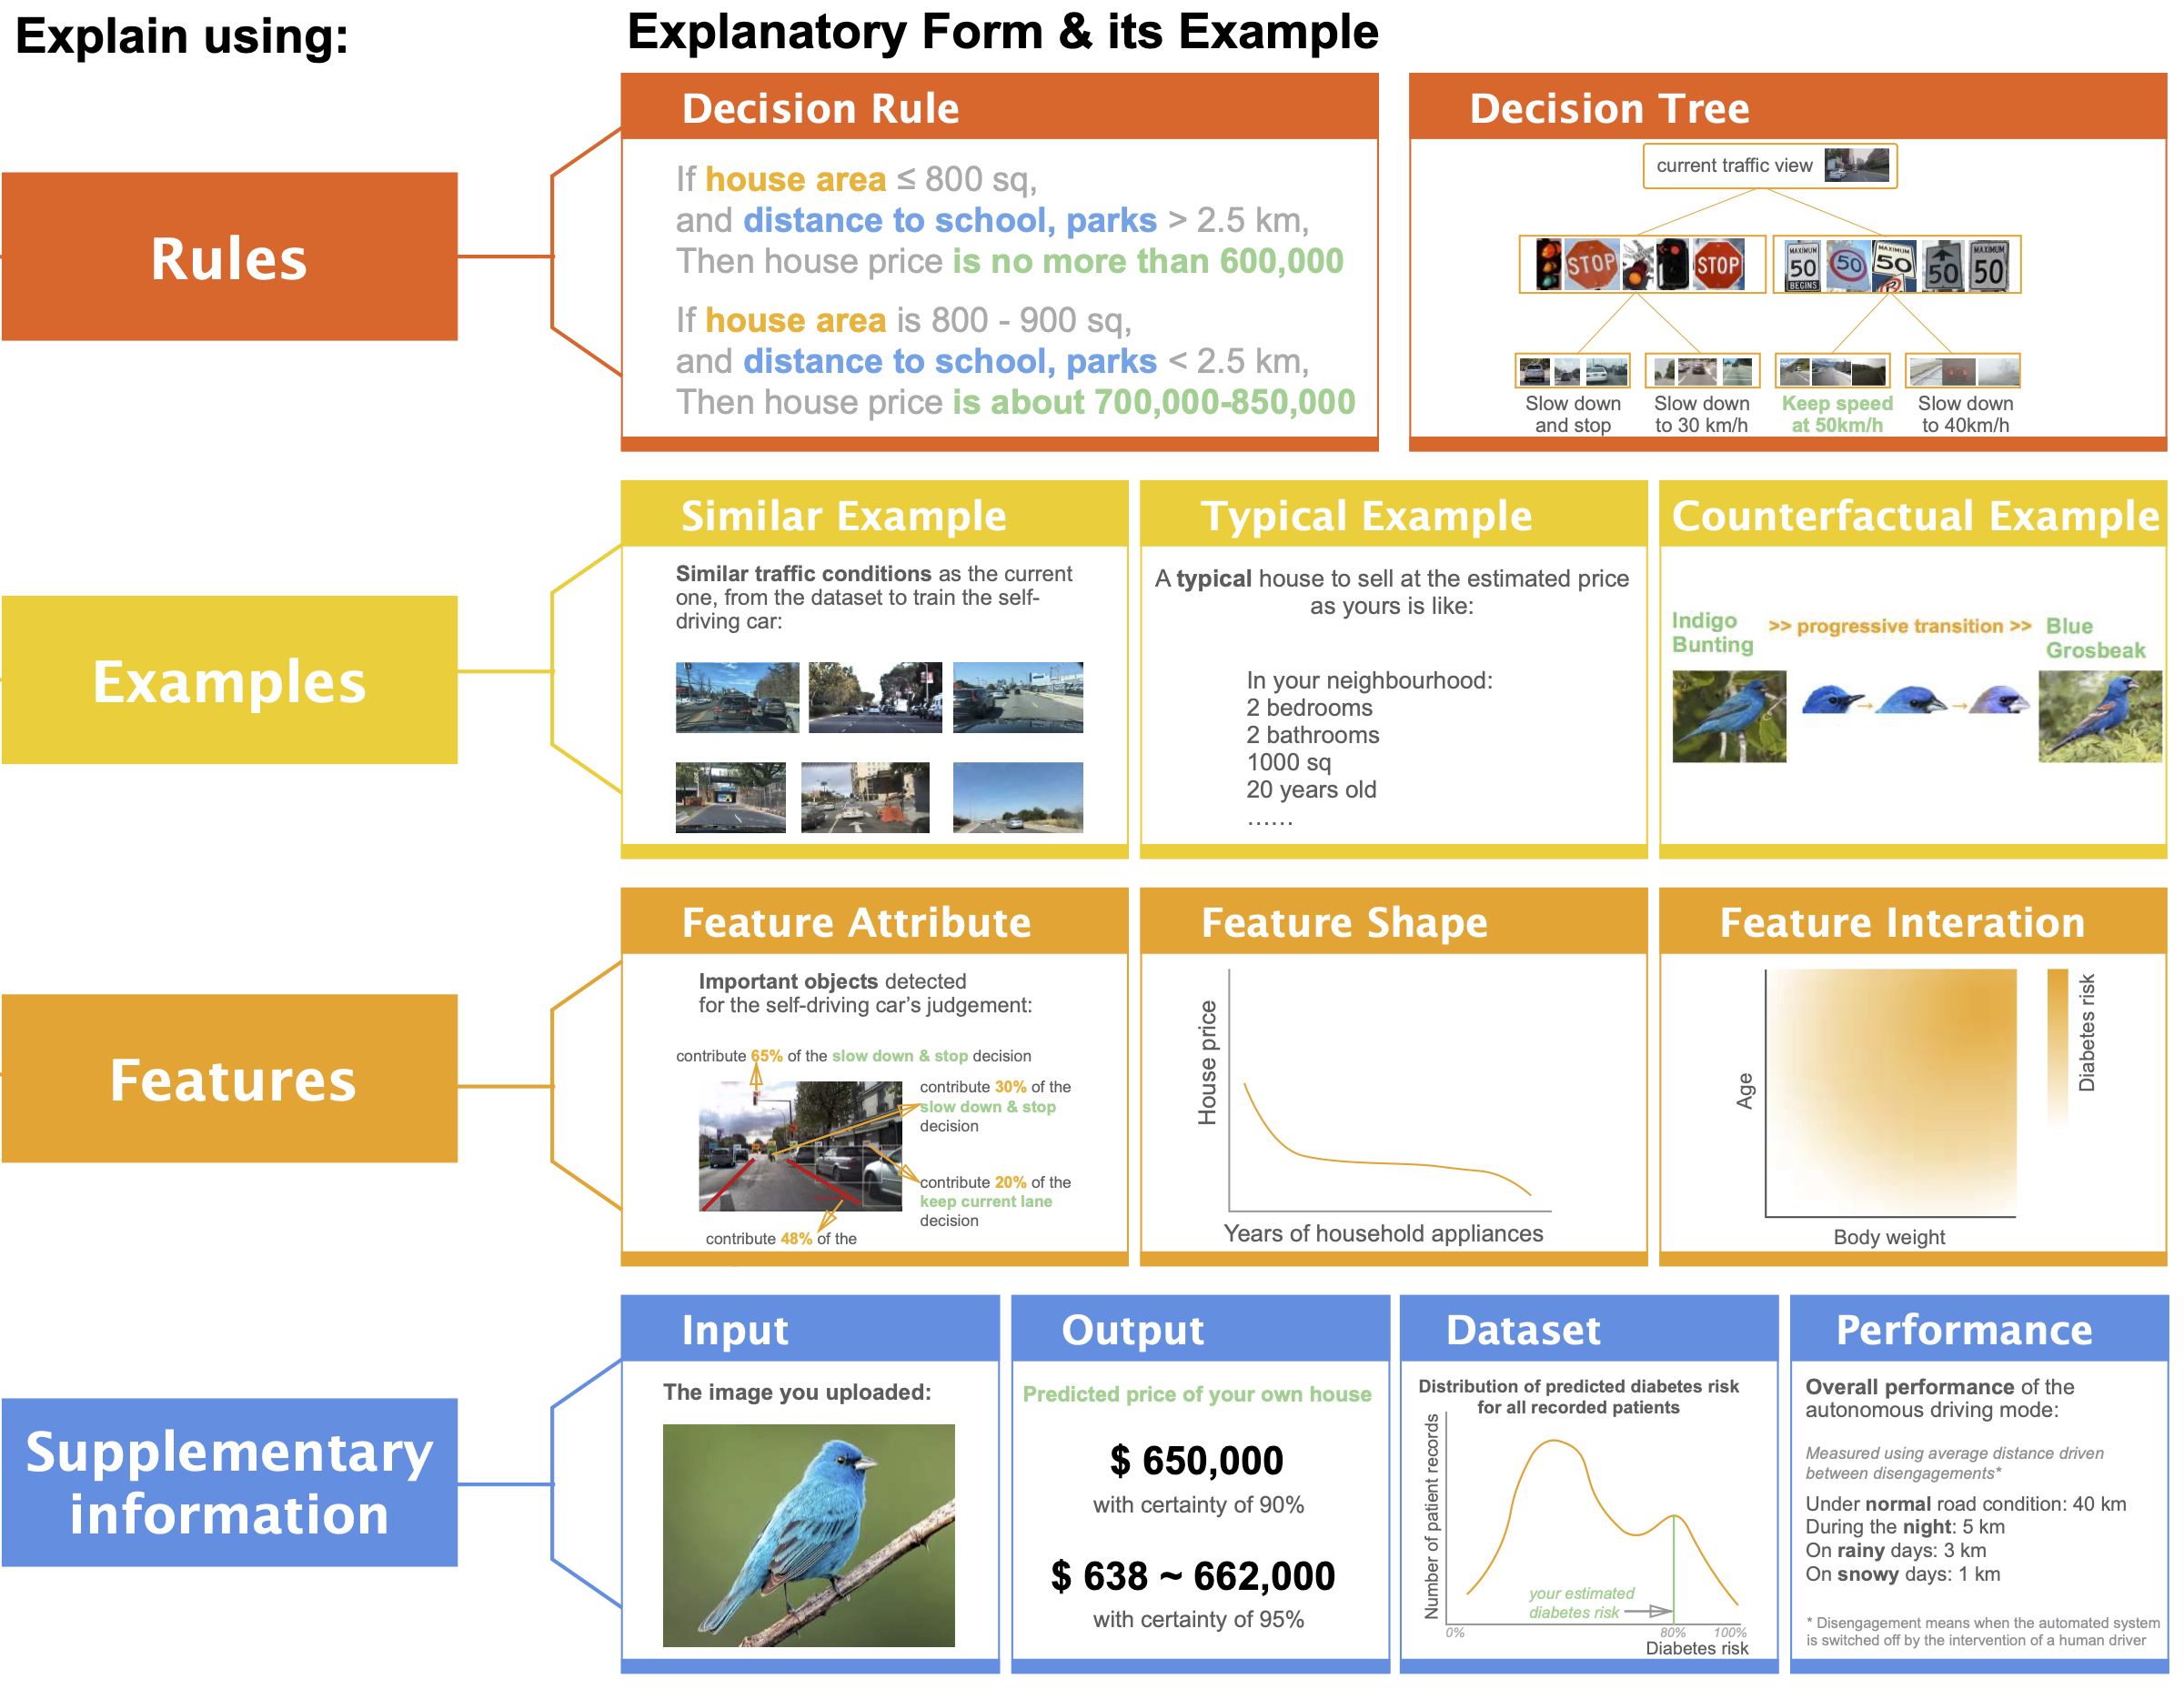 Explain using:
Explanatory Form & its Example
Rules
Decision Rule
If house area ≤ 800 sq,
and distance to school, parks > 2.5 km,
Then house price is no more than 600,000
If house area is 800 - 900 sq,
and distance to school, parks < 2.5 km,
Then house price is about 700,000-850,000
Decision Tree
current traffic view
STOP
STOP
MAXIMUM
50
BEGINS
50
MAXIMUM
50
50
MAXIMUM
50
Slow down
and stop
Slow down
to 30 km/h
Keep speed
at 50km/h
Slow down
to 40km/h
Examples
Similar Example
Similar traffic conditions as the current
one, from the dataset to train the self-
driving car:
Typical Example
A typical house to sell at the estimated price
as yours is like:
In your neighbourhood:
2 bedrooms
2 bathrooms
1000 sq
20 years old
……
Counterfactual Example
Indigo
Bunting
>> progressive transition >>
Blue
Grosbeak
Features
Feature Attribute
Important objects detected
for the self-driving car's judgement:
contribute 65% of the slow down & stop decision
contribute 30% of the
slow down & stop
decision
contribute 20% of the
keep current lane
decision
contribute 48% of the
Feature Shape
House price
Years of household appliances
Feature Interation
Age
Body weight
Diabetes risk
Supplementary
information
Input
The image you uploaded:
Output
Predicted price of your own house
$ 650,000
with certainty of 90%
$ 638 ~ 662,000
with certainty of 95%
Dataset
Distribution of predicted diabetes risk
for all recorded patients
Number of patient records
your estimated
diabetes risk
0%
80%
100%
Diabetes risk
Performance
Overall performance of the
autonomous driving mode:
Measured using average distance driven
between disengagements*
Under normal road condition: 40 km
During the night: 5 km
On rainy days: 3 km
On snowy days: 1 km
* Disengagement means when the automated system
is switched off by the intervention of a human driver